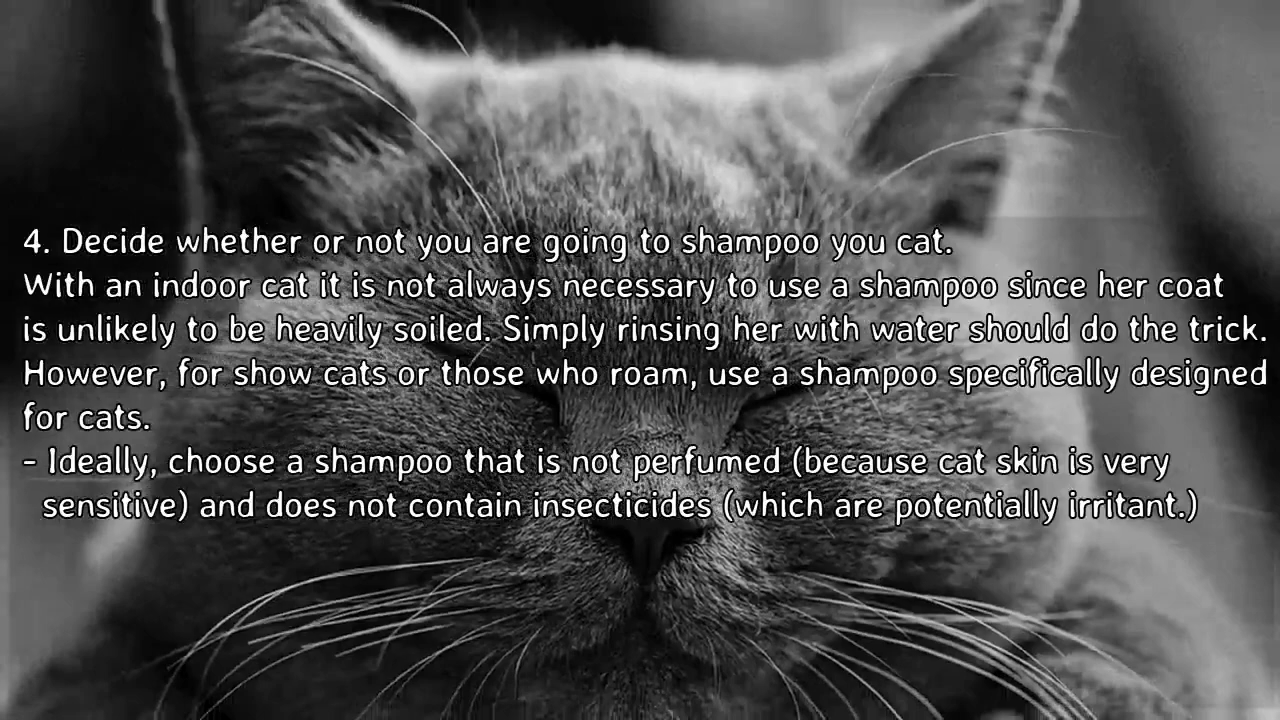 4. Decide whether or not you are going to shampoo you cat.
With an indoor cat it is not always necessary to use a shampoo since her coat
is unlikely to be heavily soiled. Simply rinsing her with water should do the trick.
However, for show cats or those who roam, use a shampoo specifically designed
for cats.
- Ideally, choose a shampoo that is not perfumed (because cat skin is very
sensitive) and does not contain insecticides (which are potentially irritant.)